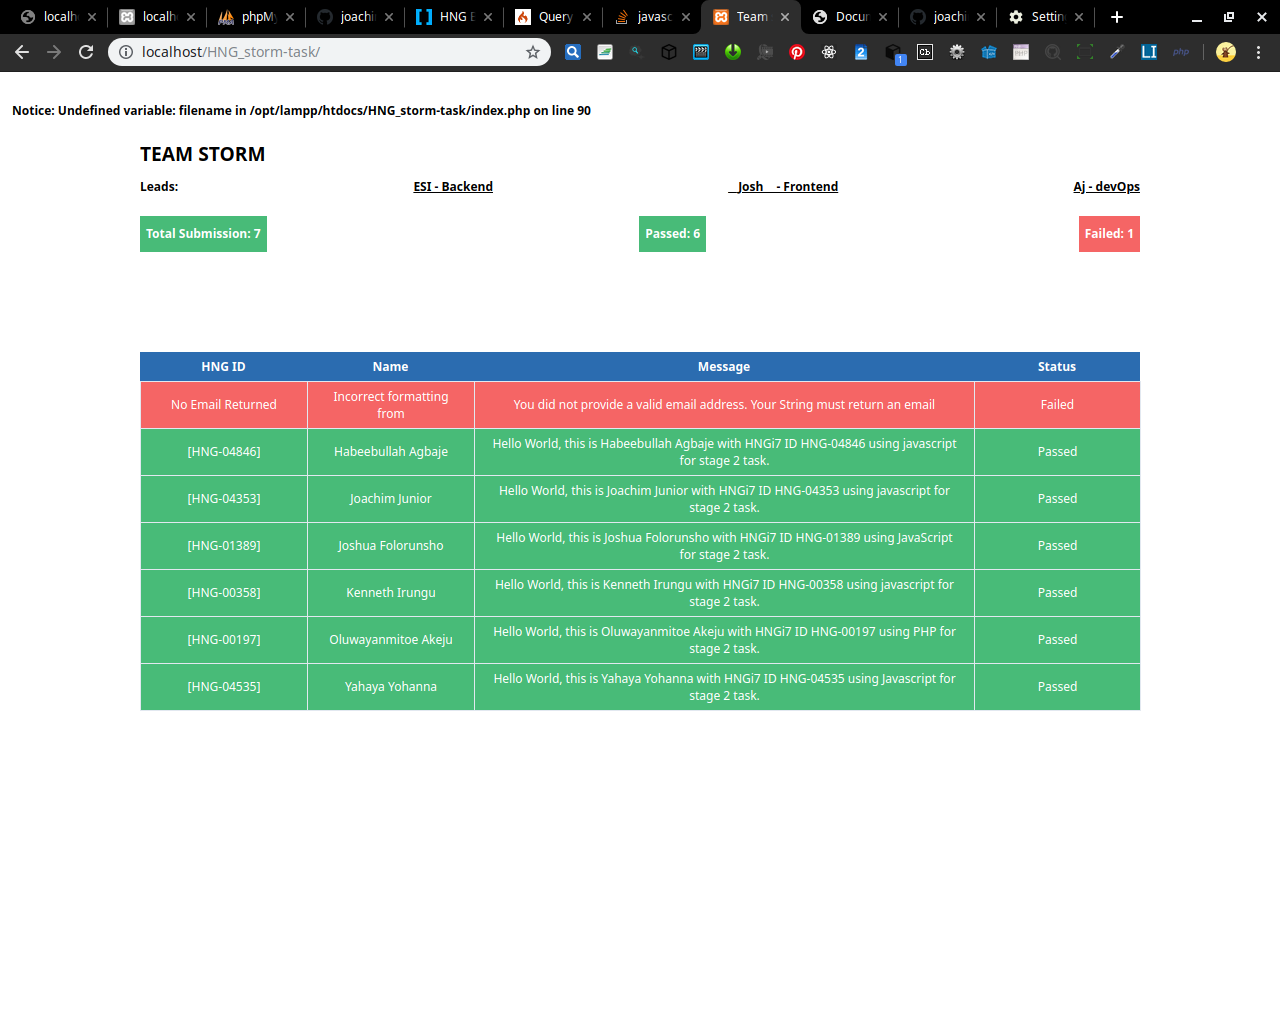 localh localh phpMy joachi HNG E Query javasc Team Docur joachi Settin
localhost/HNG_storm-task/
2 1 Cb LI php
Notice: Undefined variable: filename in /opt/lampp/htdocs/HNG_storm-task/index.php on line 90
TEAM STORM
Leads: ESI - Backend __Josh__ - Frontend Aj - devOps
Total Submission: 7 Passed: 6 Failed: 1
HNG ID Name Message Status
No Email Returned Incorrect formatting from You did not provide a valid email address. Your String must return an email Failed
[HNG-04846] Habeebullah Agbaje Hello World, this is Habeebullah Agbaje with HNGi7 ID HNG-04846 using javascript
for stage 2 task. Passed
[HNG-04353] Joachim Junior Hello World, this is Joachim Junior with HNGi7 ID HNG-04353 using javascript for
stage 2 task. Passed
[HNG-01389] Joshua Folorunsho Hello World, this is Joshua Folorunsho with HNGi7 ID HNG-01389 using JavaScript
for stage 2 task. Passed
[HNG-00358] Kenneth Irungu Hello World, this is Kenneth Irungu with HNGi7 ID HNG-00358 using javascript for
stage 2 task. Passed
[HNG-00197] Oluwayanmitoe Akeju Hello World, this is Oluwayanmitoe Akeju with HNGi7 ID HNG-00197 using PHP for
stage 2 task. Passed
[HNG-04535] Yahaya Yohanna Hello World, this is Yahaya Yohanna with HNGi7 ID HNG-04535 using Javascript for
stage 2 task. Passed